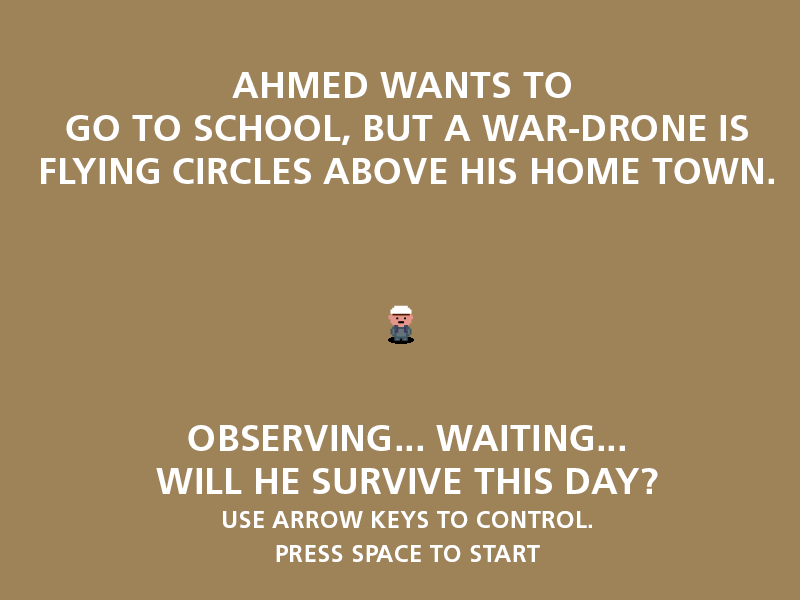 AHMED WANTS TO
GO TO SCHOOL, BUT A WAR-DRONE IS
FLYING CIRCLES ABOVE HIS HOME TOWN.
OBSERVING... WAITING...
WILL HE SURVIVE THIS DAY?
USE ARROW KEYS TO CONTROL.
PRESS SPACE TO START